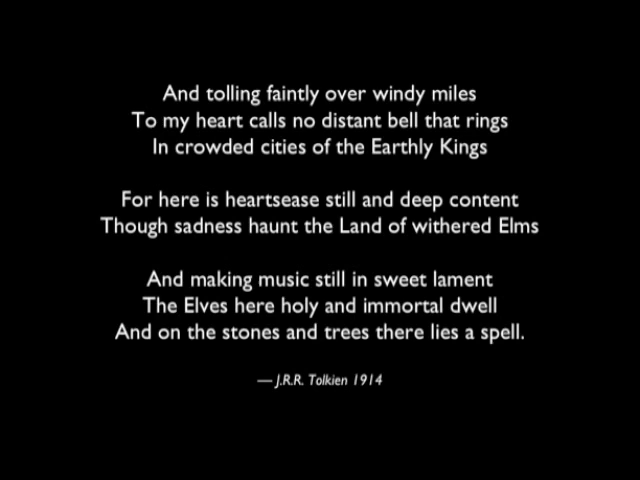 And tolling faintly over windy miles
To my heart calls no distant bell that rings
In crowded cities of the Earthly Kings
For here is heartsease still and deep content
Though sadness haunt the Land of withered Elms
And making music still in sweet lament
The Elves here holy and immortal dwell
And on the stones and trees there lies a spell.
— J.R.R. Tolkien 1914